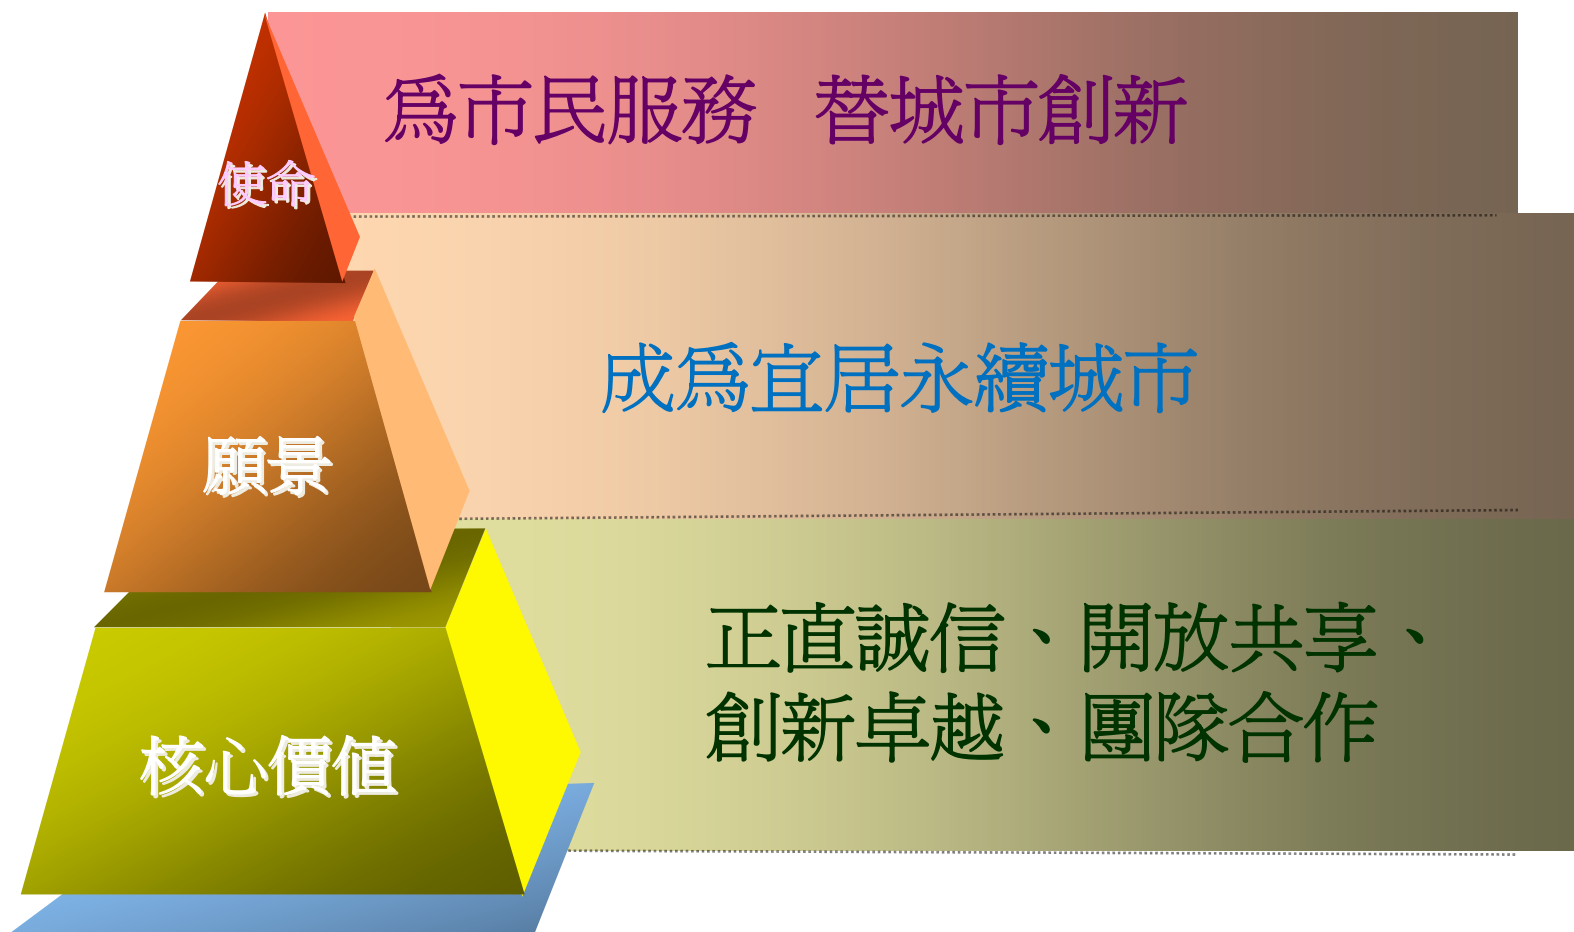 使命
爲市民服務 替城市創新
願景
成爲宜居永續城市
核心價值
正直誠信、開放共享、
創新卓越、團隊合作